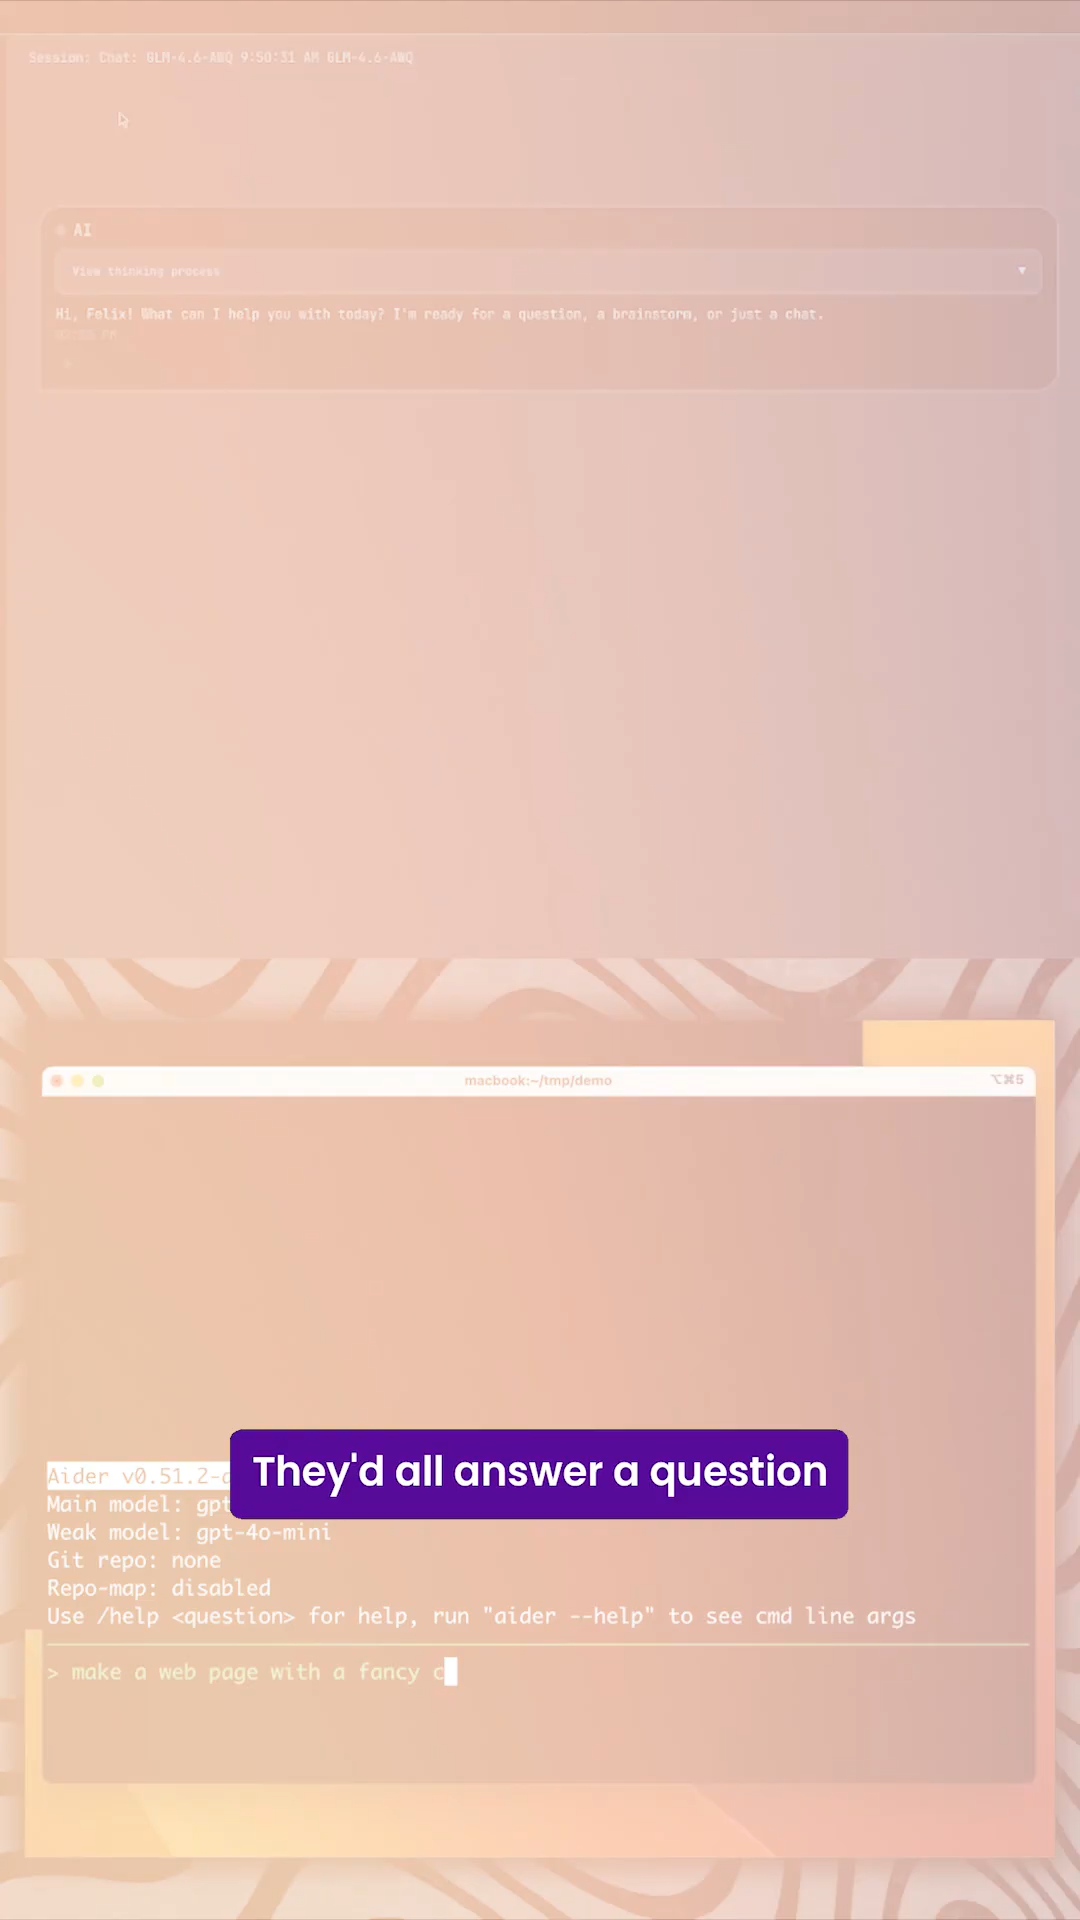 Session: Chat: GLM-4.6-AWQ 9:50:31 AM GLM-4.6-AWQ
AI
View thinking process
Hi, Felix! What can I help you with today? I'm ready for a question, a brainstorm, or just a chat.
macbook:~/tmp/demo
⌥⌘5
They'd all answer a question
Aider v0.51.2-
Main model: gpt
Weak model: gpt-4o-mini
Git repo: none
Repo-map: disabled
Use /help <question> for help, run "aider --help" to see cmd line args
> make a web page with a fancy c